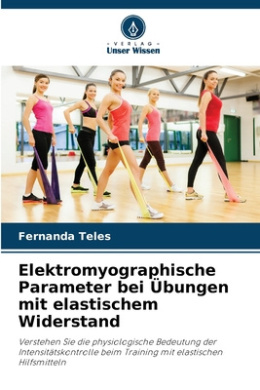 VERLAG
Unser Wissen
Fernanda Teles
Elektromyographische
Parameter bei Übungen
mit elastischem
Widerstand
Verstehen Sie die physiologische Bedeutung der
Intensitätskontrolle beim Training mit elastischen
Hilfsmitteln